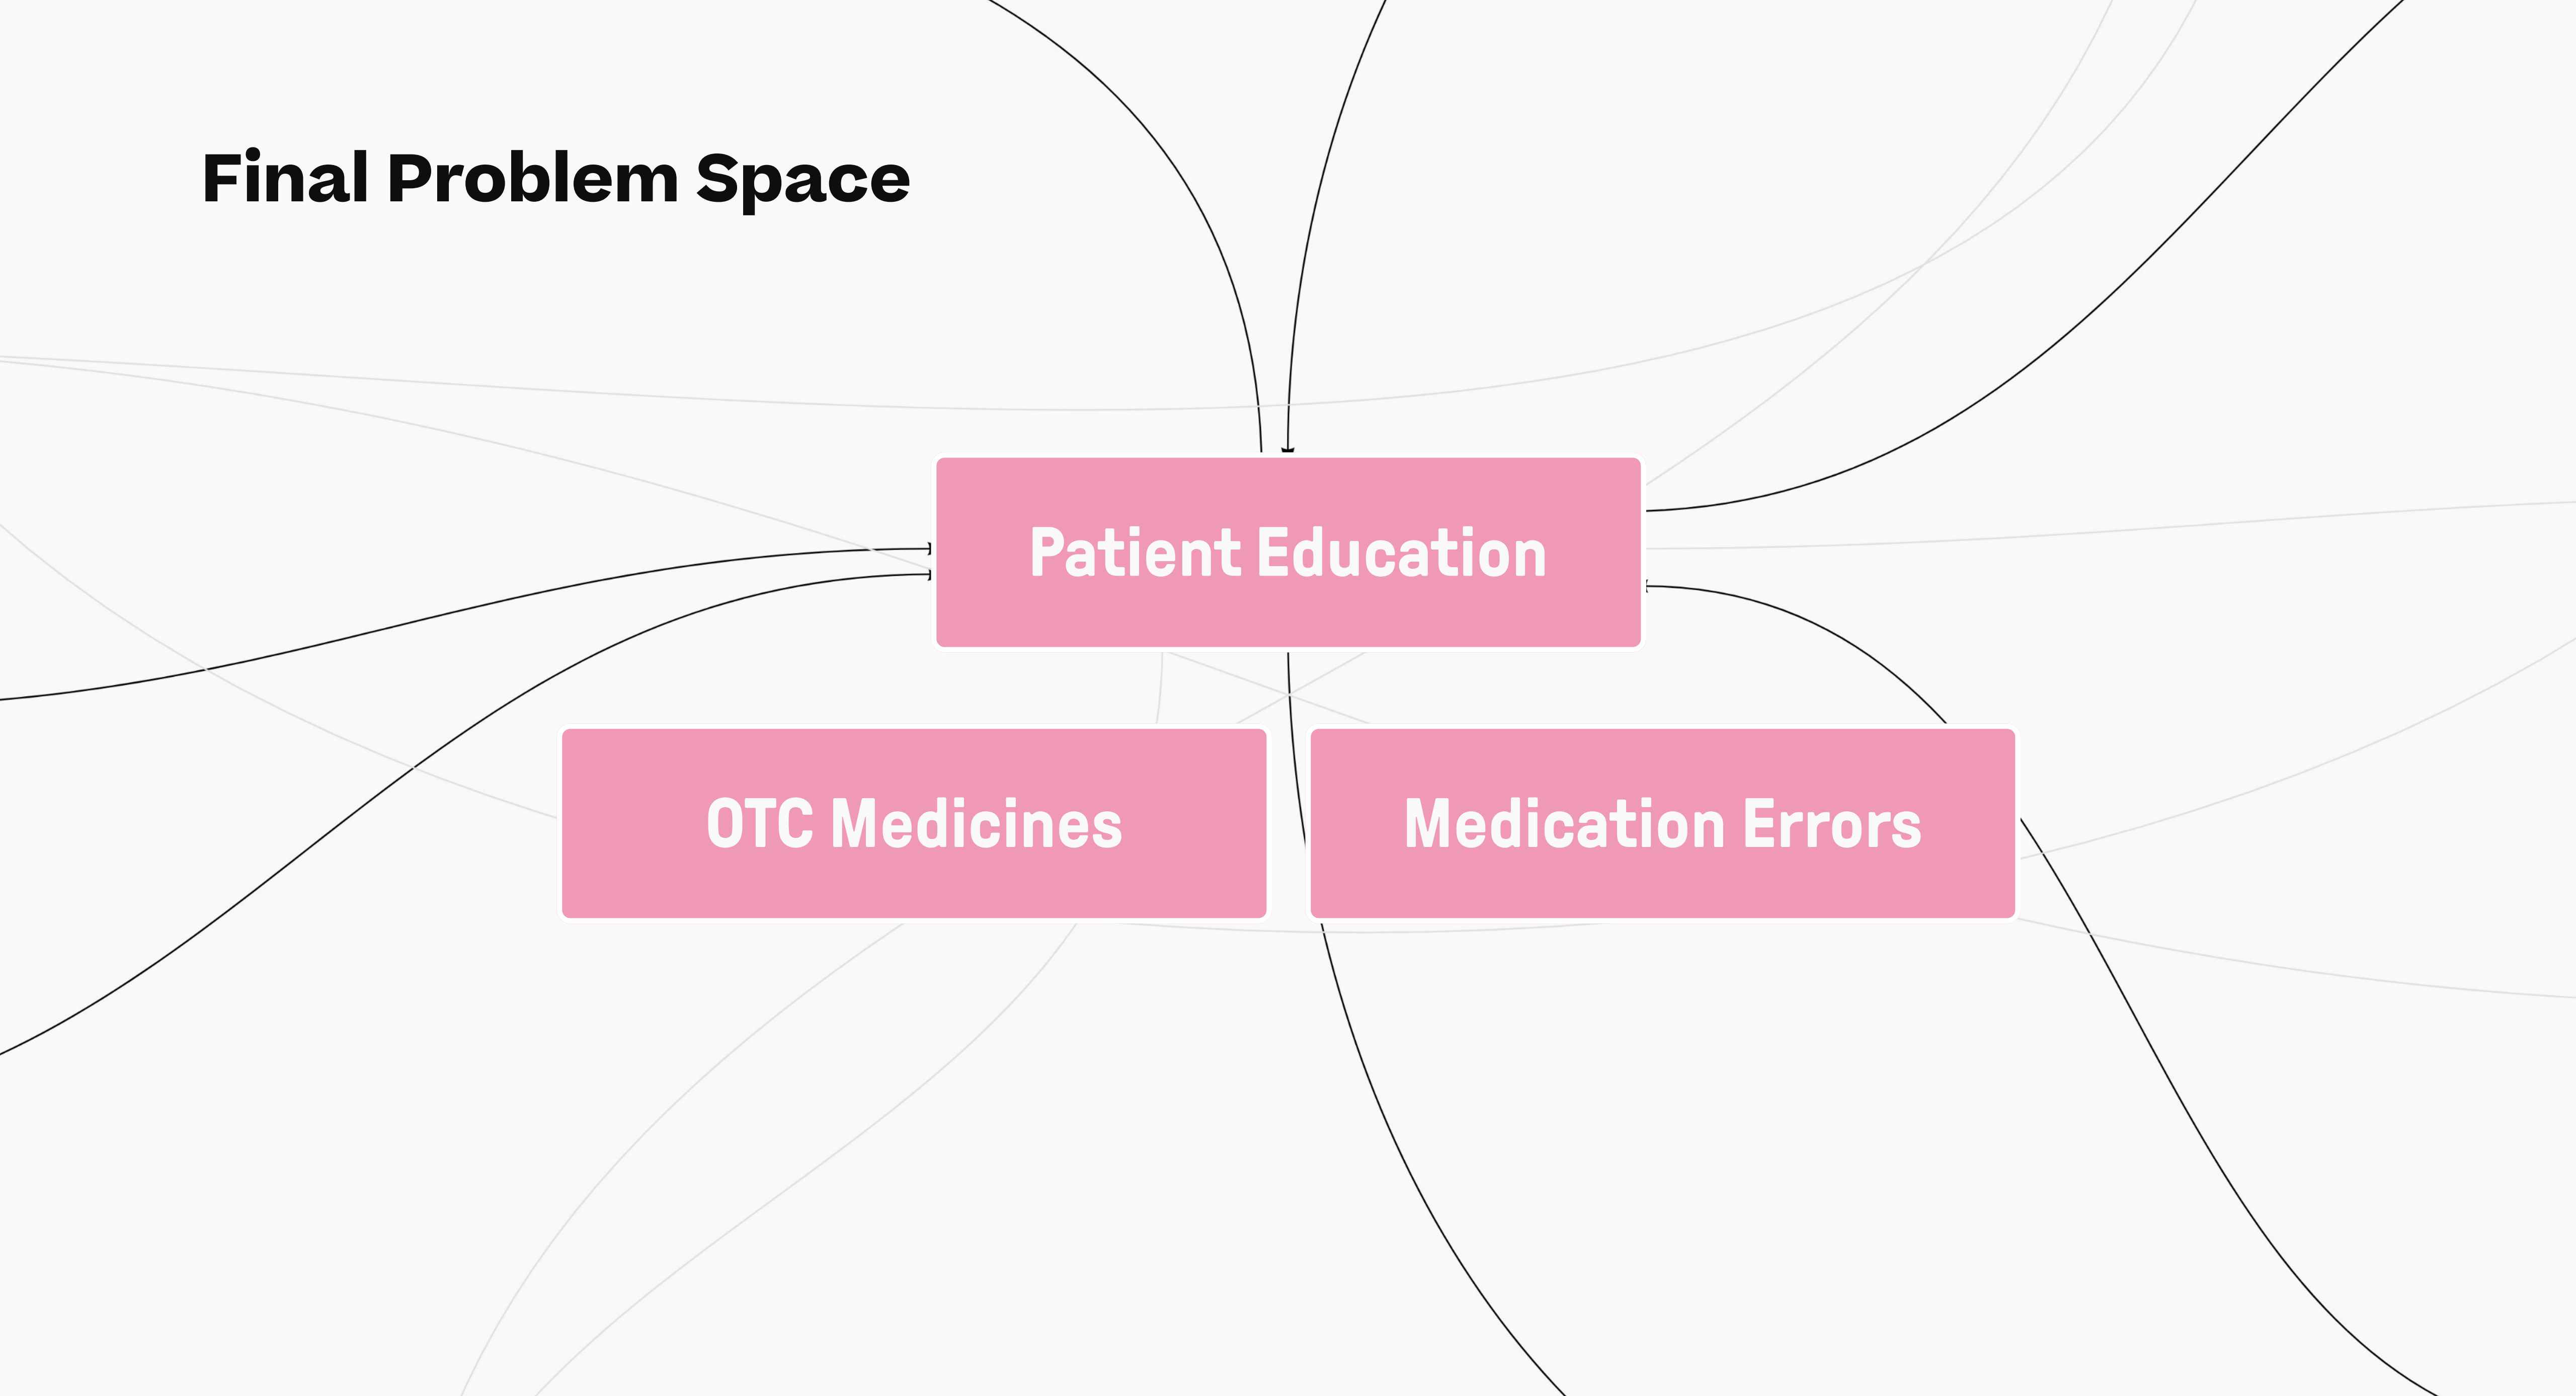 Final Problem Space
Patient Education
OTC Medicines
Medication Errors